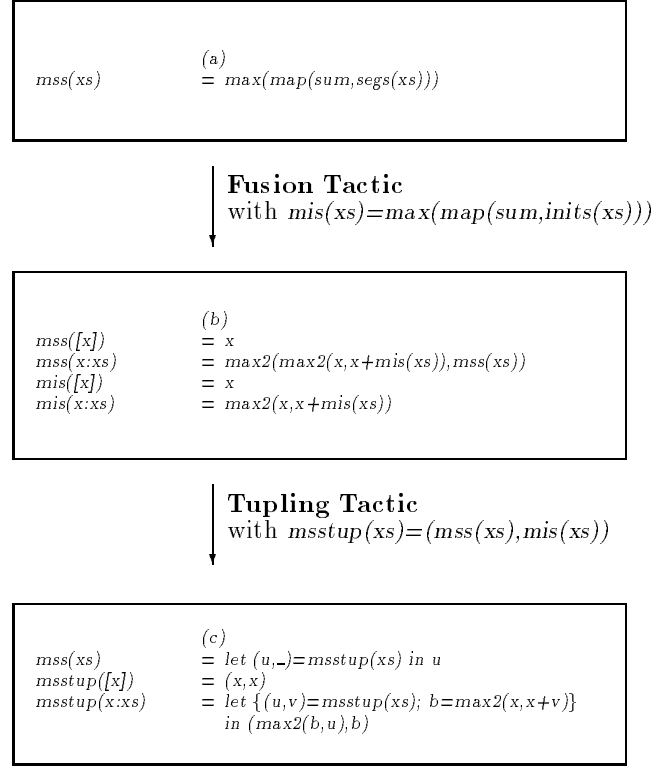 (a)
mss(xs) = max(map(sum,segs(xs)))
Fusion Tactic
with mis(xs)=max(map(sum,inits(xs)))
(b)
mss([x]) = x
mss(x:xs) = max2(max2(x,x+mis(xs)),mss(xs))
mis([x]) = x
mis(x:xs) = max2(x,x+mis(xs))
Tupling Tactic
with msstup(xs)=(mss(xs),mis(xs))
(c)
mss(xs) = let (u,_)=msstup(xs) in u
msstup([x]) = (x,x)
msstup(x:xs) = let {(u,v)=msstup(xs); b=max2(x,x+v)}
in (max2(b,u),b)